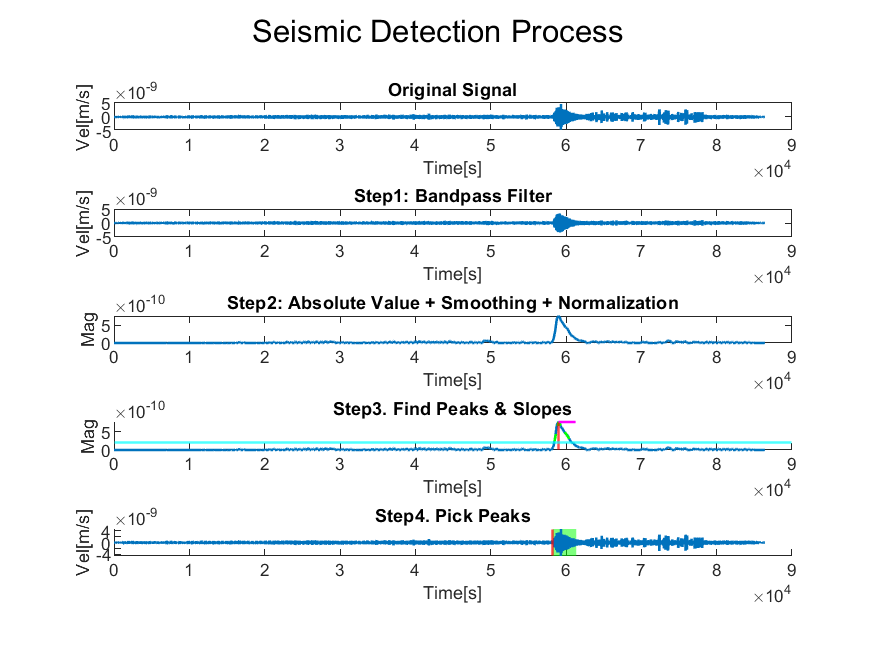 Seismic Detection Process
Original Signal
×10^-9
Vel[m/s]
5
0
-5
0 1 2 3 4 5 6 7 8 9
Time[s]
×10^4
Step1: Bandpass Filter
×10^-9
Vel[m/s]
5
0
-5
0 1 2 3 4 5 6 7 8 9
Time[s]
×10^4
Step2: Absolute Value + Smoothing + Normalization
×10^-10
Mag
5
0
0 1 2 3 4 5 6 7 8 9
Time[s]
×10^4
Step3. Find Peaks & Slopes
×10^-10
Mag
5
0
0 1 2 3 4 5 6 7 8 9
Time[s]
×10^4
Step4. Pick Peaks
×10^-9
Vel[m/s]
4
0
-4
0 1 2 3 4 5 6 7 8 9
Time[s]
×10^4